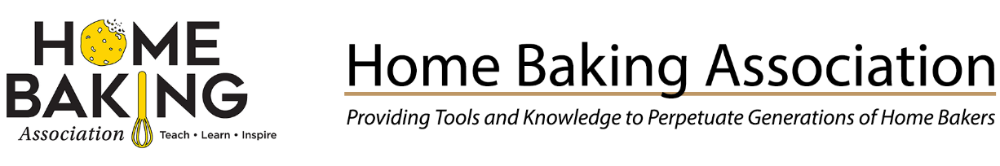 HOME
BAKING
Association
Teach • Learn • Inspire
Home Baking Association
Providing Tools and Knowledge to Perpetuate Generations of Home Bakers